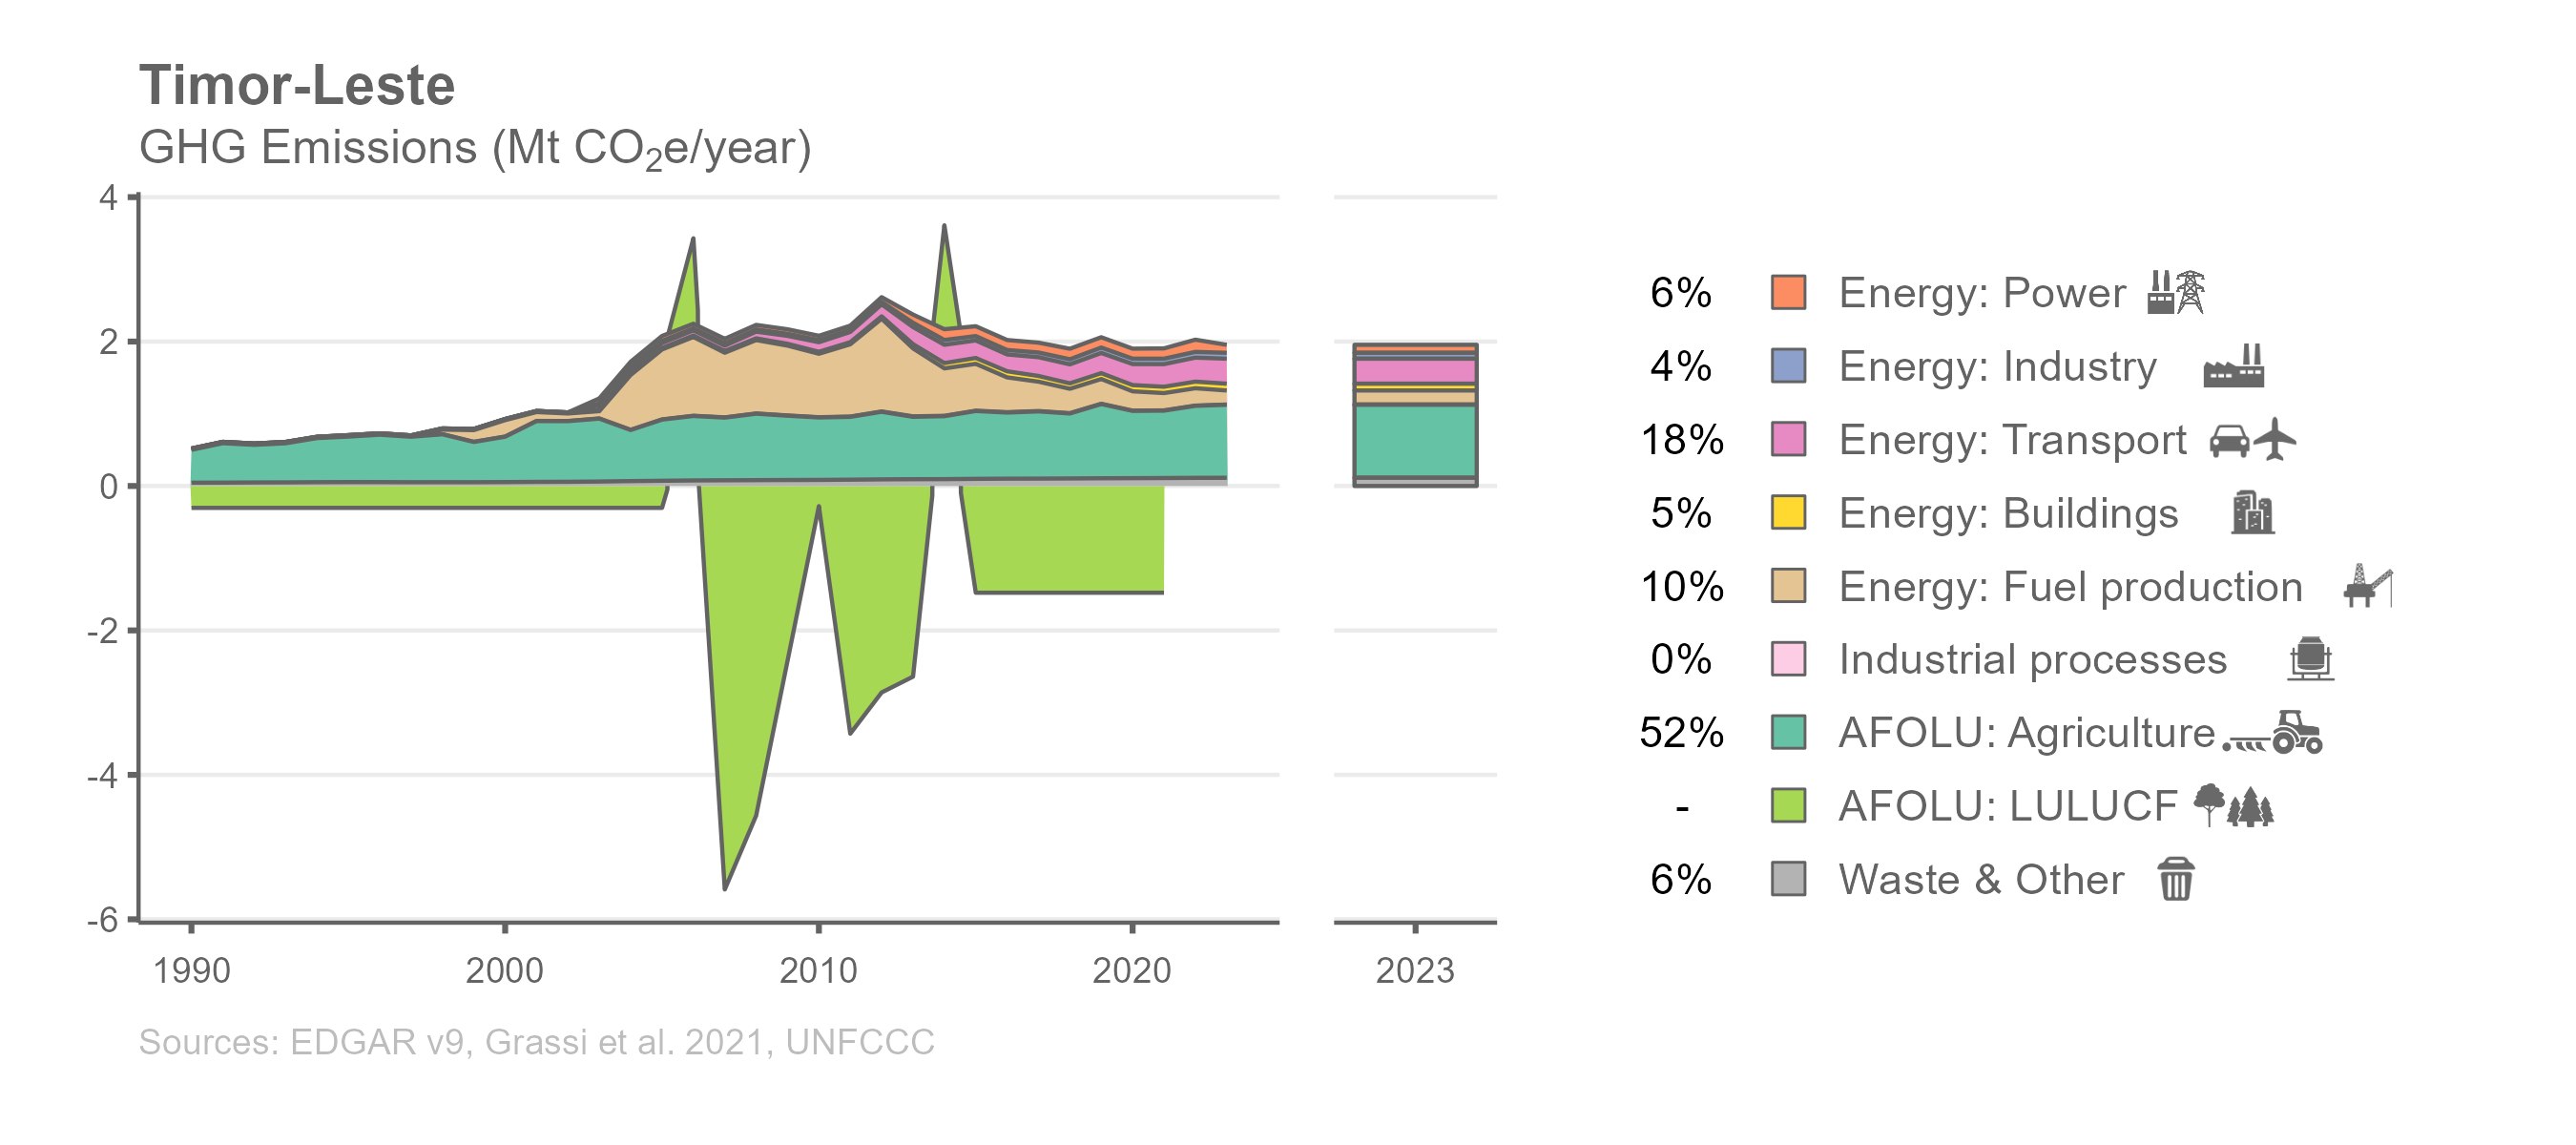 Timor-Leste
GHG Emissions (Mt CO₂e/year)
4
2
0
-2
-4
-6
1990 2000 2010 2020 2023
6% Energy: Power
4% Energy: Industry
18% Energy: Transport
5% Energy: Buildings
10% Energy: Fuel production
0% Industrial processes
52% AFOLU: Agriculture
- AFOLU: LULUCF
6% Waste & Other
Sources: EDGAR v9, Grassi et al. 2021, UNFCCC